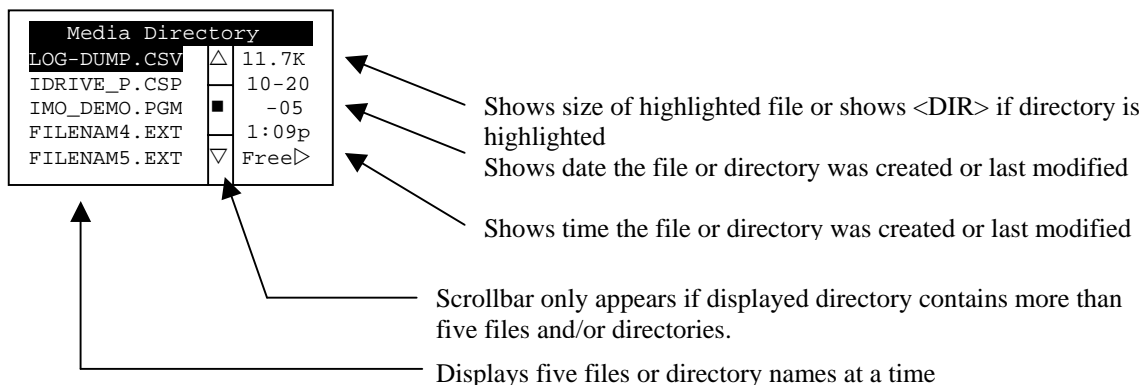 Media Directory
LOG-DUMP.CSV △ 11.7K
IDRIVE_P.CSP 10-20
IMO_DEMO.PGM ■ -05
FILENAM4.EXT 1:09p
FILENAM5.EXT ▽ Free▷
Shows size of highlighted file or shows <DIR> if directory is
highlighted
Shows date the file or directory was created or last modified
Shows time the file or directory was created or last modified
Scrollbar only appears if displayed directory contains more than
five files and/or directories.
Displays five files or directory names at a time